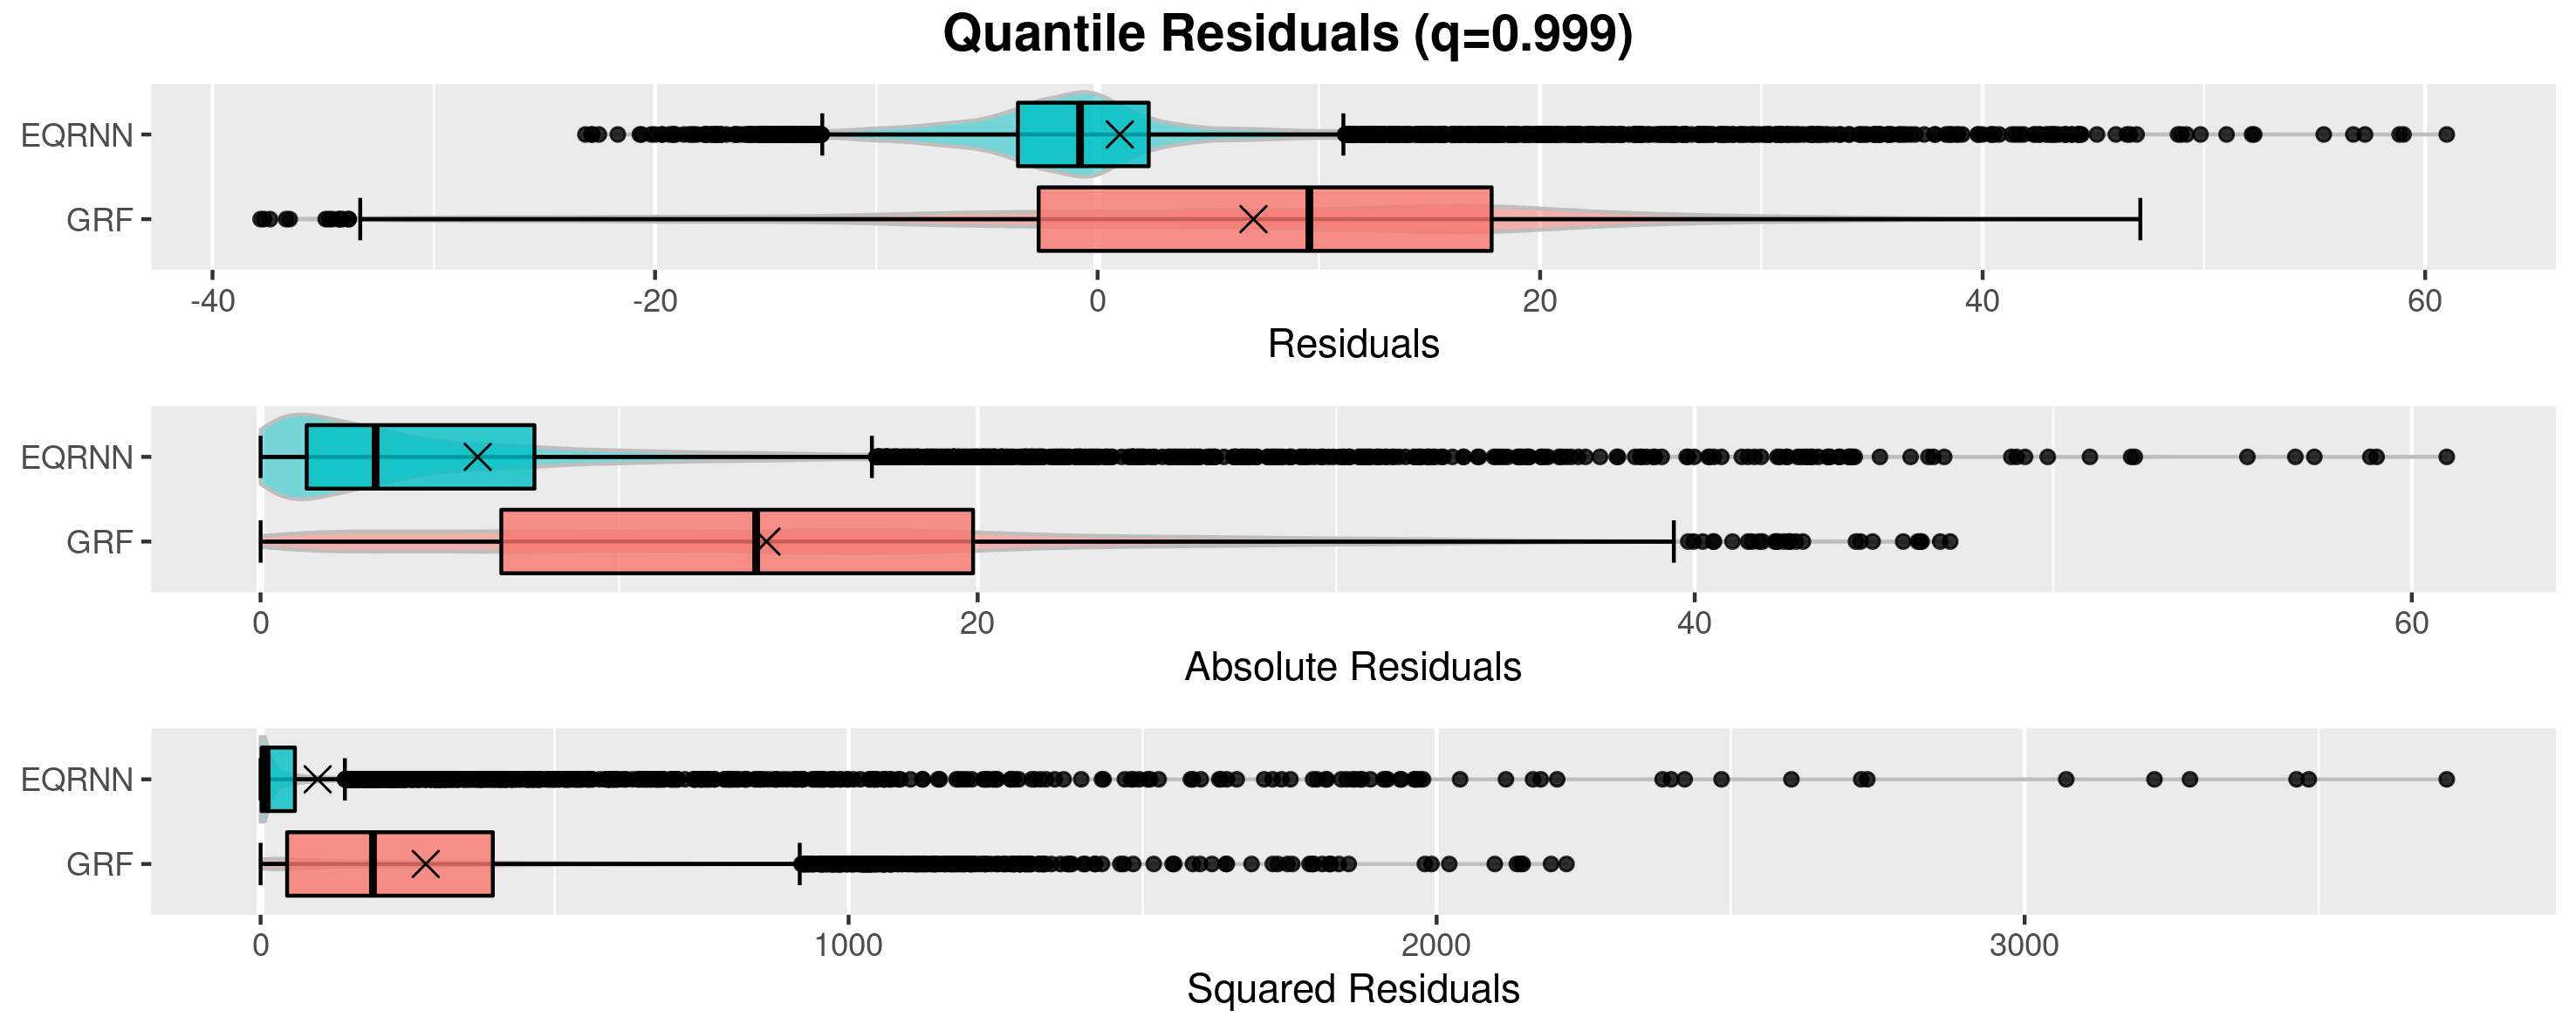 Quantile Residuals (q=0.999)
EQRNN
GRF
-40 -20 0 20 40 60
Residuals
EQRNN
GRF
0 20 40 60
Absolute Residuals
EQRNN
GRF
0 1000 2000 3000
Squared Residuals